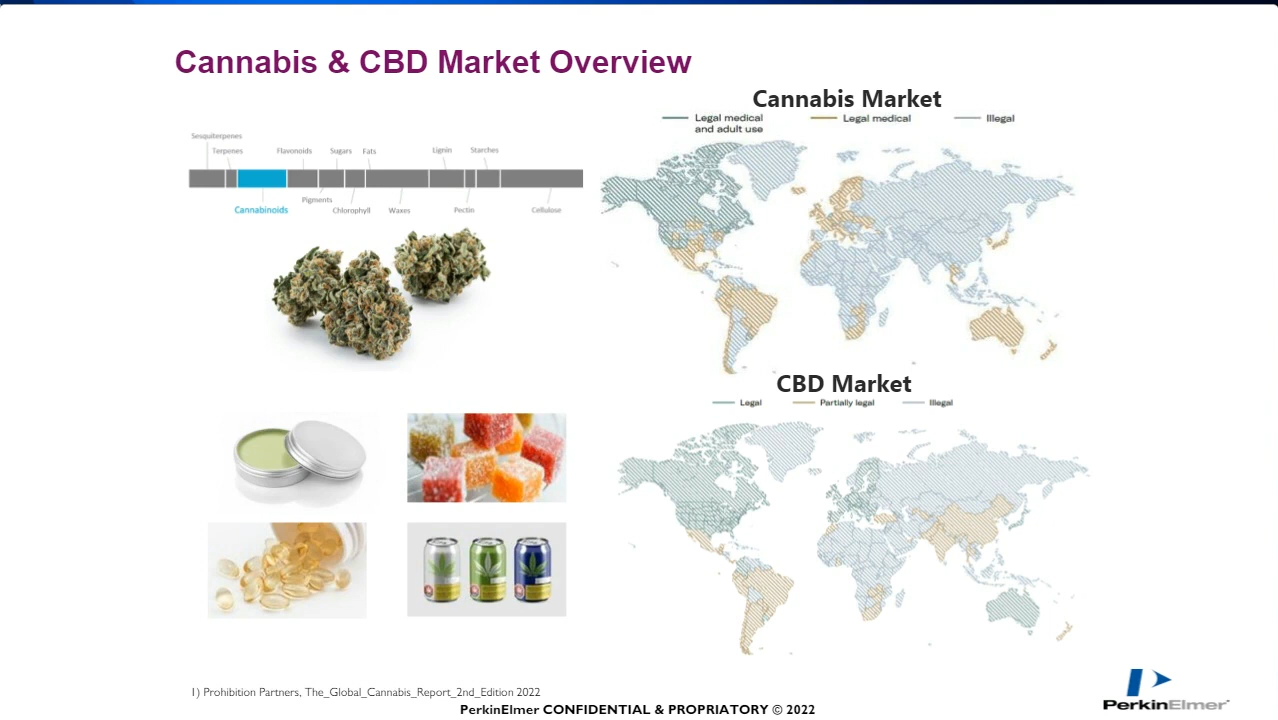 Cannabis & CBD Market Overview
Cannabis Market
Legal medical and adult use
Legal medical
Illegal
Sesquiterpenes
Terpenes
Flavonoids
Sugars
Fats
Lignin
Starches
Cannabinoids
Pigments
Chlorophyll
Waxes
Pectin
Cellulose
CBD Market
Legal
Partially legal
Illegal
1) Prohibition Partners, The_Global_Cannabis_Report_2nd_Edition 2022
PerkinElmer CONFIDENTIAL & PROPRIATORY © 2022
PerkinElmer